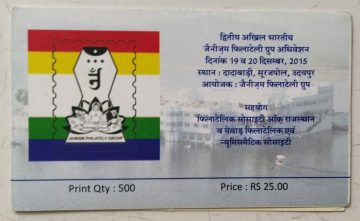 द्वितीय अखिल भारतीय
जैनीज़्म फिलाटेली ग्रुप अधिवेशन
दिनांक 19 व 20 दिसम्बर, 2015
स्थान : दादाबाड़ी, सूरजपोल, उदयपुर
आयोजक : जैनीज़्म फिलाटेली ग्रुप
सहयोग
फिलाटेलिक सोसाइटी ऑफ़ राजस्थान
व मेवाड़ फिलाटेलिक एवं
न्यूमिसमैटिक सोसाइटी
JAINISM PHILATELY GROUP
Print Qty : 500
Price : RS 25.00